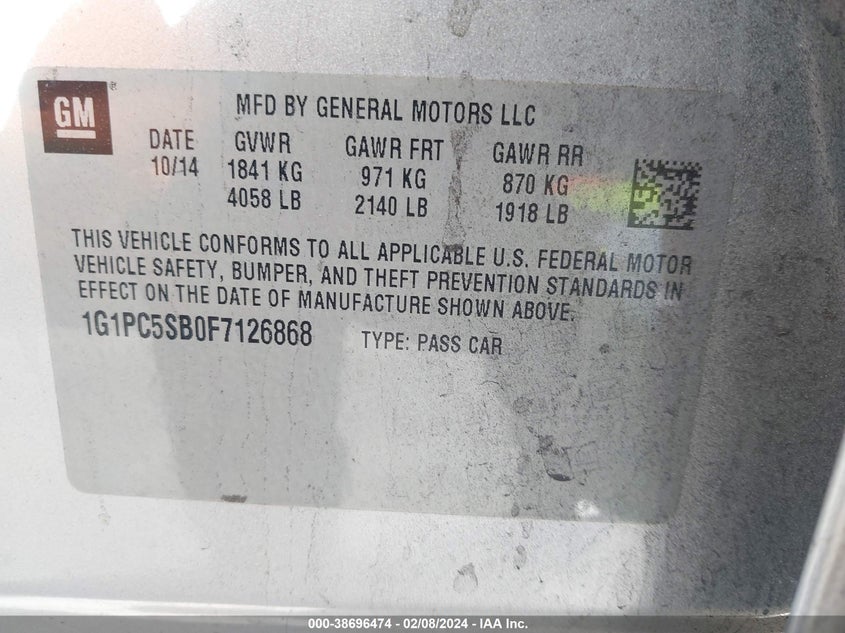 GM
MFD BY GENERAL MOTORS LLC
DATE GVWR GAWR FRT GAWR RR
10/14 1841 KG 971 KG 870 KG
4058 LB 2140 LB 1918 LB
THIS VEHICLE CONFORMS TO ALL APPLICABLE U.S. FEDERAL MOTOR
VEHICLE SAFETY, BUMPER, AND THEFT PREVENTION STANDARDS IN
EFFECT ON THE DATE OF MANUFACTURE SHOWN ABOVE.
1G1PC5SB0F7126868 TYPE: PASS CAR
000-38696474 - 02/08/2024 - IAA Inc.